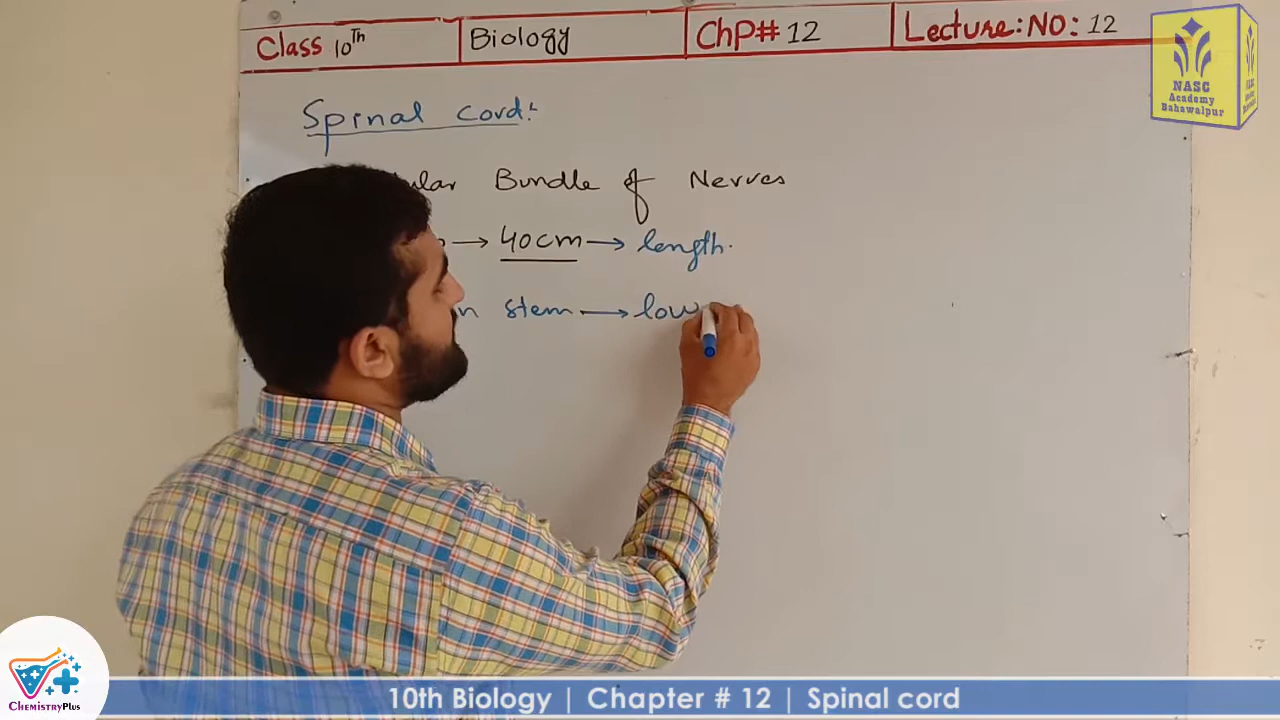 Class 10Th Biology ChP# 12 Lecture: No: 12
NASC
Academy
Bahawalpur
Spinal cord:
Bundle of Nerves
→ 40cm → length.
stem → low
10th Biology | Chapter # 12 | Spinal cord
ChemistryPlus